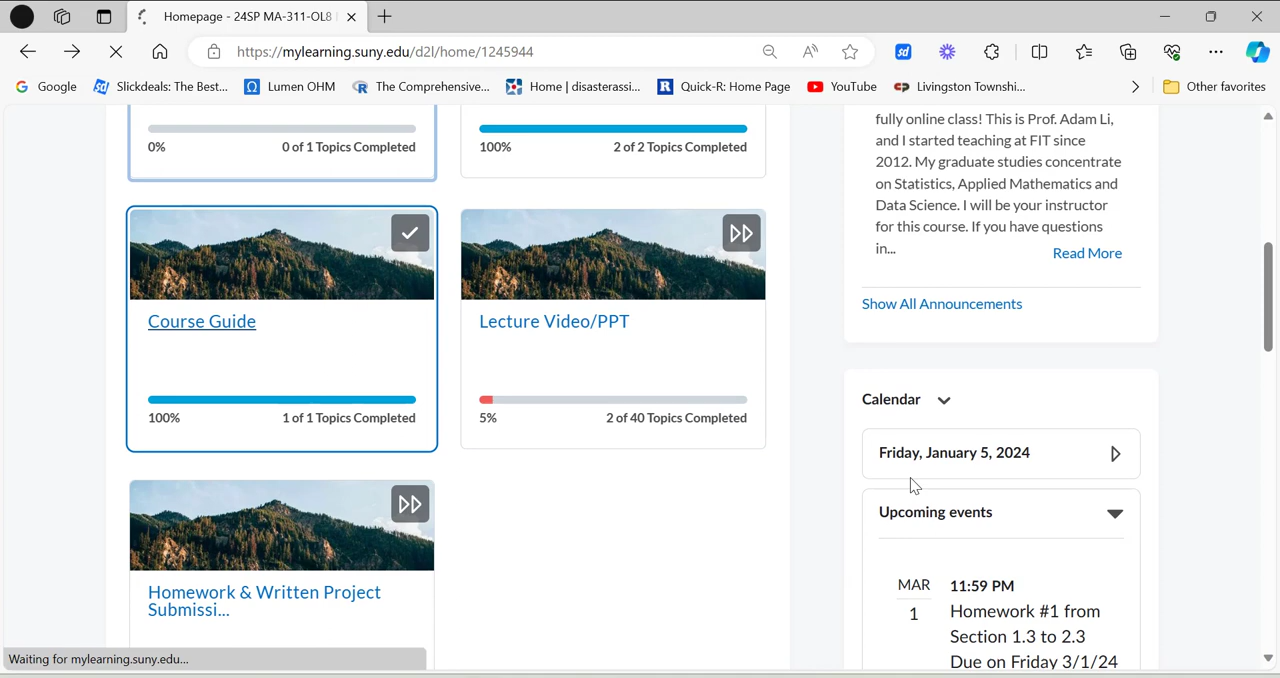 Homepage - 24SP MA-311-OL8
https://mylearning.suny.edu/d2l/home/1245944
Google
Slickdeals: The Best...
Lumen OHM
The Comprehensive...
Home | disasterassi...
Quick-R: Home Page
YouTube
Livingston Townshi...
Other favorites
0%
0 of 1 Topics Completed
100%
2 of 2 Topics Completed
Course Guide
100%
1 of 1 Topics Completed
Lecture Video/PPT
5%
2 of 40 Topics Completed
Homework & Written Project
Submissi...
fully online class! This is Prof. Adam Li,
and I started teaching at FIT since
2012. My graduate studies concentrate
on Statistics, Applied Mathematics and
Data Science. I will be your instructor
for this course. If you have questions
in...
Read More
Show All Announcements
Calendar
Friday, January 5, 2024
Upcoming events
MAR
1
11:59 PM
Homework #1 from
Section 1.3 to 2.3
Due on Friday 3/1/24
Waiting for mylearning.suny.edu...